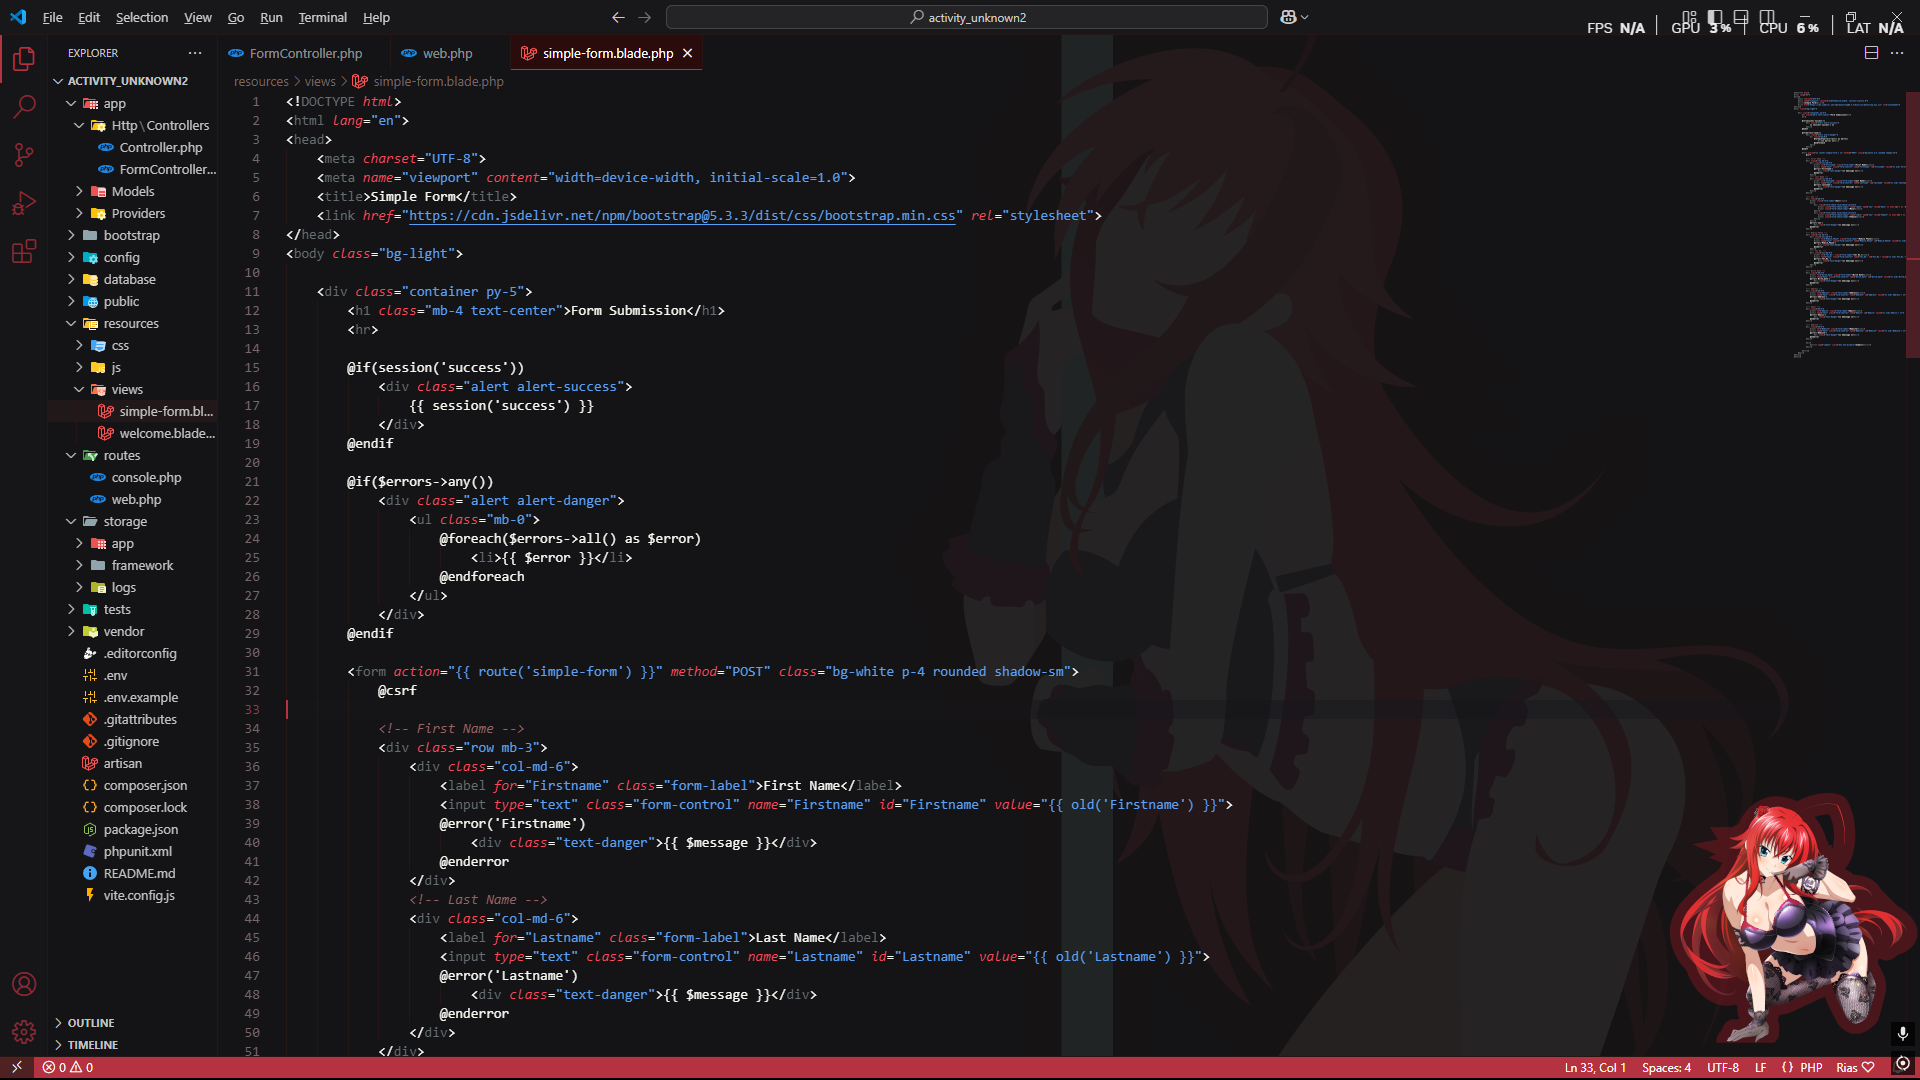 File Edit Selection View Go Run Terminal Help
activity_unknown2
FPS N/A | GPU 3 % | CPU 6 % | LAT N/A
EXPLORER
ACTIVITY_UNKNOWN2
app
Http \ Controllers
Controller.php
FormController...
Models
Providers
bootstrap
config
database
public
resources
css
js
views
simple-form.bl...
welcome.blade...
routes
console.php
web.php
storage
app
framework
logs
tests
vendor
.editorconfig
.env
.env.example
.gitattributes
.gitignore
artisan
composer.json
composer.lock
package.json
phpunit.xml
README.md
vite.config.js
OUTLINE
TIMELINE
FormController.php web.php simple-form.blade.php
resources > views > simple-form.blade.php
1 <!DOCTYPE html>
2 <html lang="en">
3 <head>
4     <meta charset="UTF-8">
5     <meta name="viewport" content="width=device-width, initial-scale=1.0">
6     <title>Simple Form</title>
7     <link href="https://cdn.jsdelivr.net/npm/bootstrap@5.3.3/dist/css/bootstrap.min.css" rel="stylesheet">
8 </head>
9 <body class="bg-light">
10
11     <div class="container py-5">
12         <h1 class="mb-4 text-center">Form Submission</h1>
13         <hr>
14
15         @if(session('success'))
16             <div class="alert alert-success">
17                 {{ session('success') }}
18             </div>
19         @endif
20
21         @if($errors->any())
22             <div class="alert alert-danger">
23                 <ul class="mb-0">
24                     @foreach($errors->all() as $error)
25                         <li>{{ $error }}</li>
26                     @endforeach
27                 </ul>
28             </div>
29         @endif
30
31         <form action="{{ route('simple-form') }}" method="POST" class="bg-white p-4 rounded shadow-sm">
32             @csrf
33
34             <!-- First Name -->
35             <div class="row mb-3">
36                 <div class="col-md-6">
37                     <label for="Firstname" class="form-label">First Name</label>
38                     <input type="text" class="form-control" name="Firstname" id="Firstname" value="{{ old('Firstname') }}">
39                     @error('Firstname')
40                         <div class="text-danger">{{ $message }}</div>
41                     @enderror
42                 </div>
43                 <!-- Last Name -->
44                 <div class="col-md-6">
45                     <label for="Lastname" class="form-label">Last Name</label>
46                     <input type="text" class="form-control" name="Lastname" id="Lastname" value="{{ old('Lastname') }}">
47                     @error('Lastname')
48                         <div class="text-danger">{{ $message }}</div>
49                     @enderror
50                 </div>
51             </div>
0 0 Ln 33, Col 1 Spaces: 4 UTF-8 LF {} PHP Rias